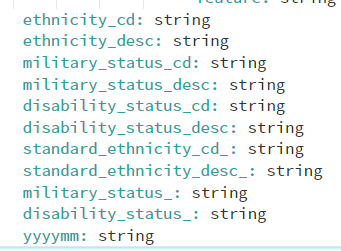 feature: string
ethnicity_cd: string
ethnicity_desc: string
military_status_cd: string
military_status_desc: string
disability_status_cd: string
disability_status_desc: string
standard_ethnicity_cd_: string
standard_ethnicity_desc_: string
military_status_: string
disability_status_: string
yyyymm: string